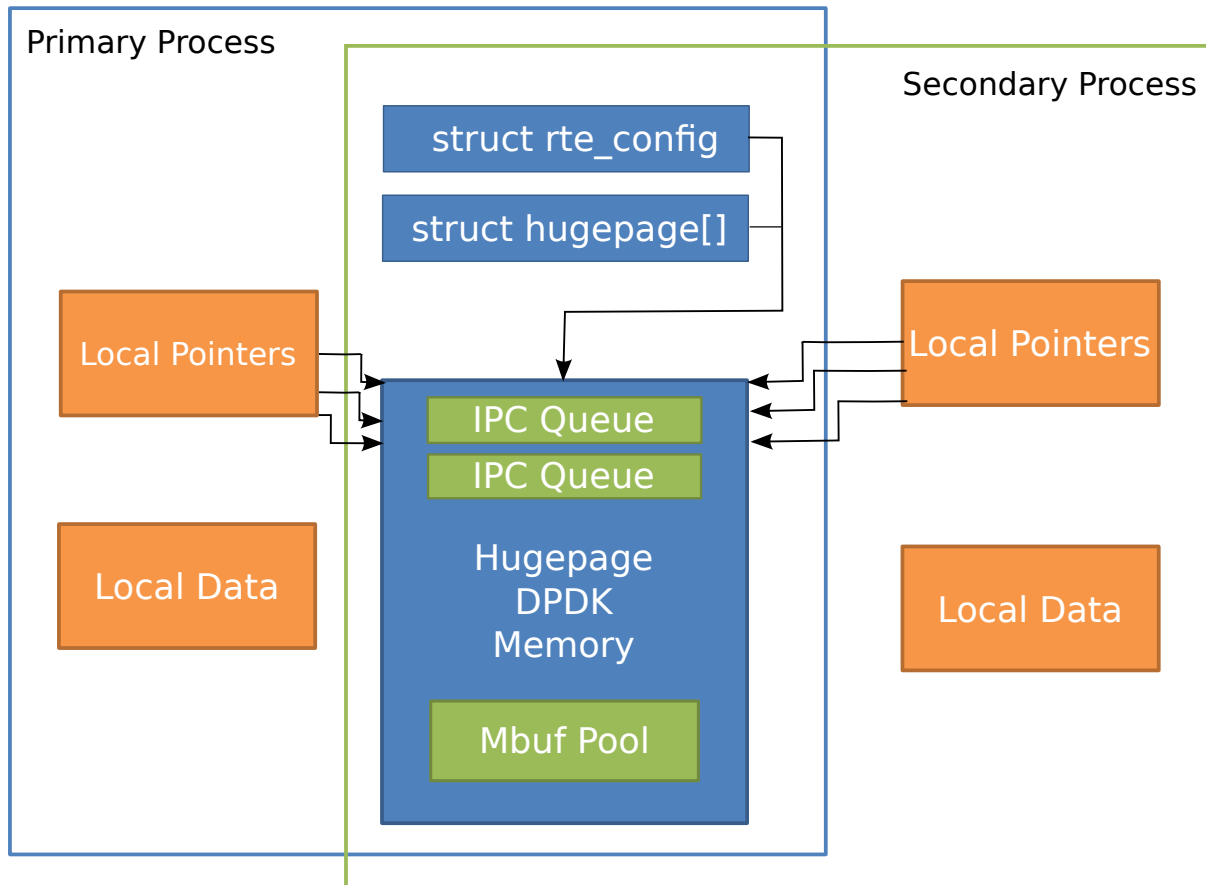 Primary Process
Secondary Process
struct rte_config
struct hugepage[]
Local Pointers
Local Pointers
IPC Queue
IPC Queue
Hugepage
DPDK
Memory
Local Data
Local Data
Mbuf Pool